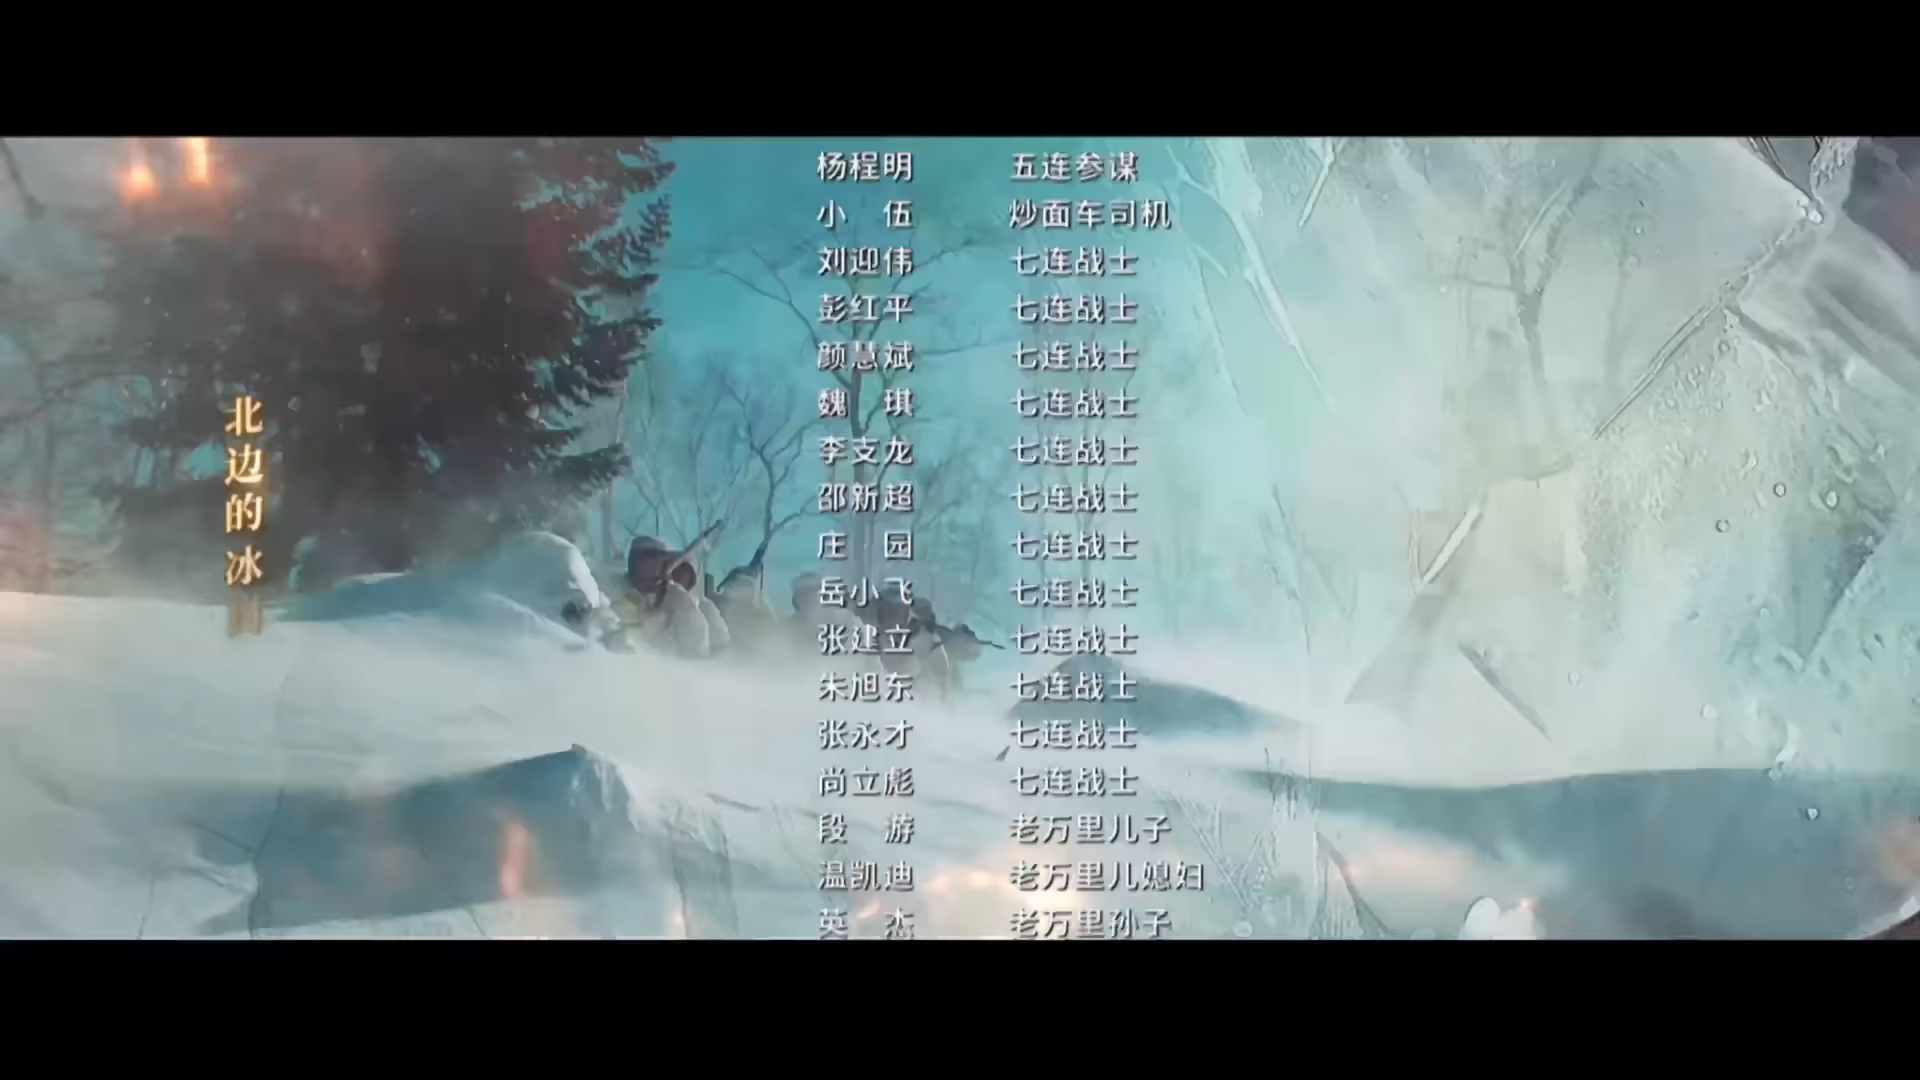 杨程明 五连参谋
小 伍 炒面车司机
刘迎伟 七连战士
彭红平 七连战士
颜慧斌 七连战士
魏 琪 七连战士
李支龙 七连战士
邵新超 七连战士
庄 园 七连战士
岳小飞 七连战士
张建立 七连战士
朱旭东 七连战士
张永才 七连战士
尚立彪 七连战士
段 游 老万里儿子
温凯迪 老万里儿媳妇
英 杰 老万里孙子
北边的冰